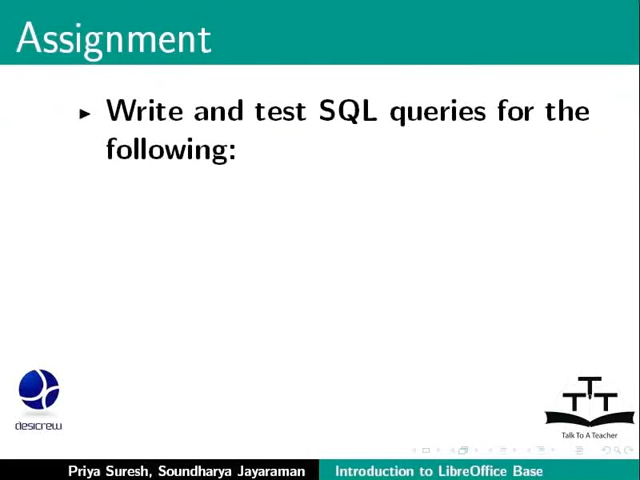 Assignment
Write and test SQL queries for the
following:
desicrew
TTT
Talk To A Teacher
Priya Suresh, Soundharya Jayaraman
Introduction to LibreOffice Base